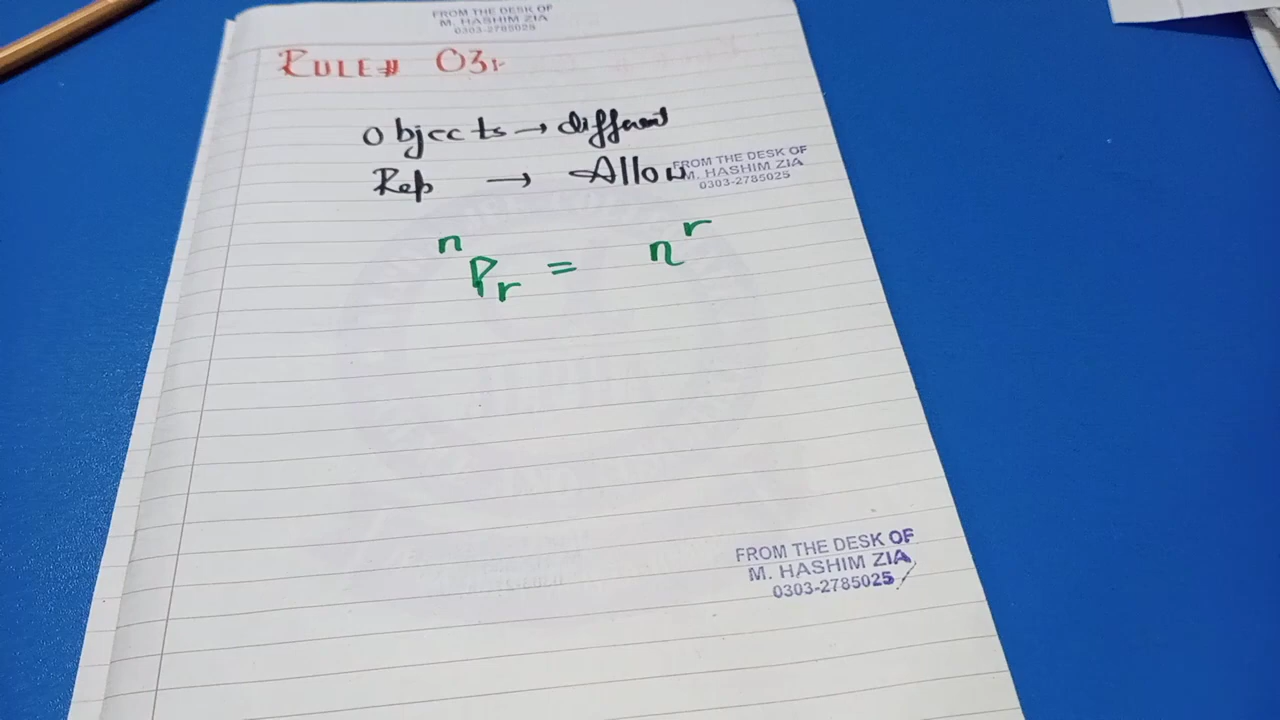 FROM THE DESK OF
M. HASHIM ZIA
0303-2785025
RULE# 03:-
Objects → different
Rep → Allow
FROM THE DESK OF
M. HASHIM ZIA
0303-2785025
ⁿPᵣ = nʳ
FROM THE DESK OF
M. HASHIM ZIA
0303-2785025